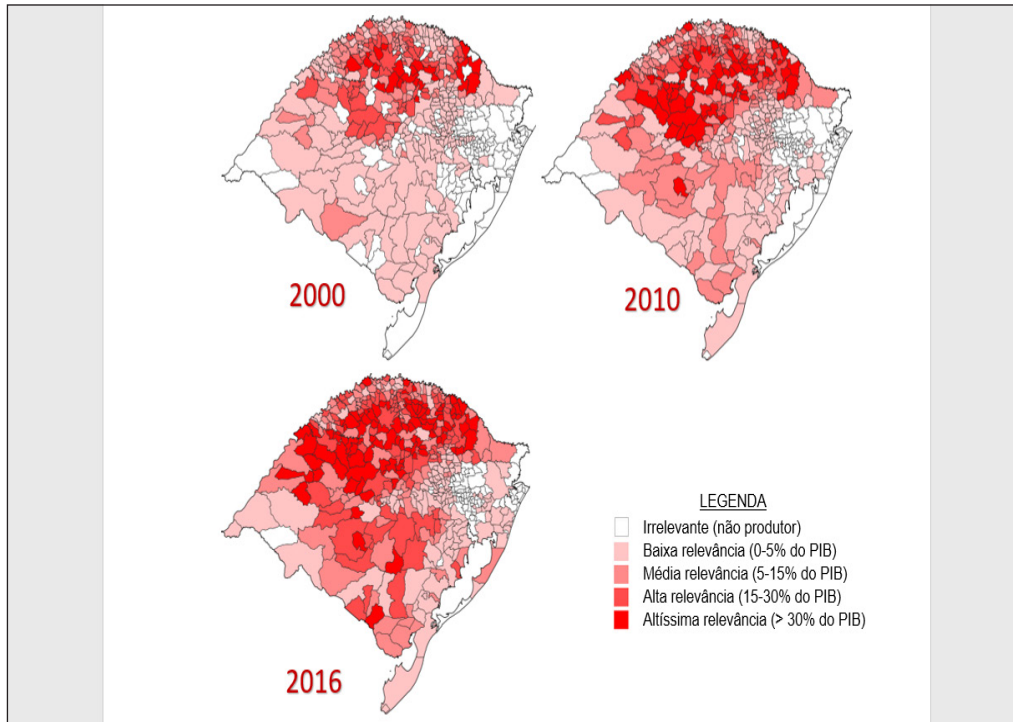 2000
2010
2016
LEGENDA
Irrelevante (não produtor)
Baixa relevância (0-5% do PIB)
Média relevância (5-15% do PIB)
Alta relevância (15-30% do PIB)
Altíssima relevância (> 30% do PIB)